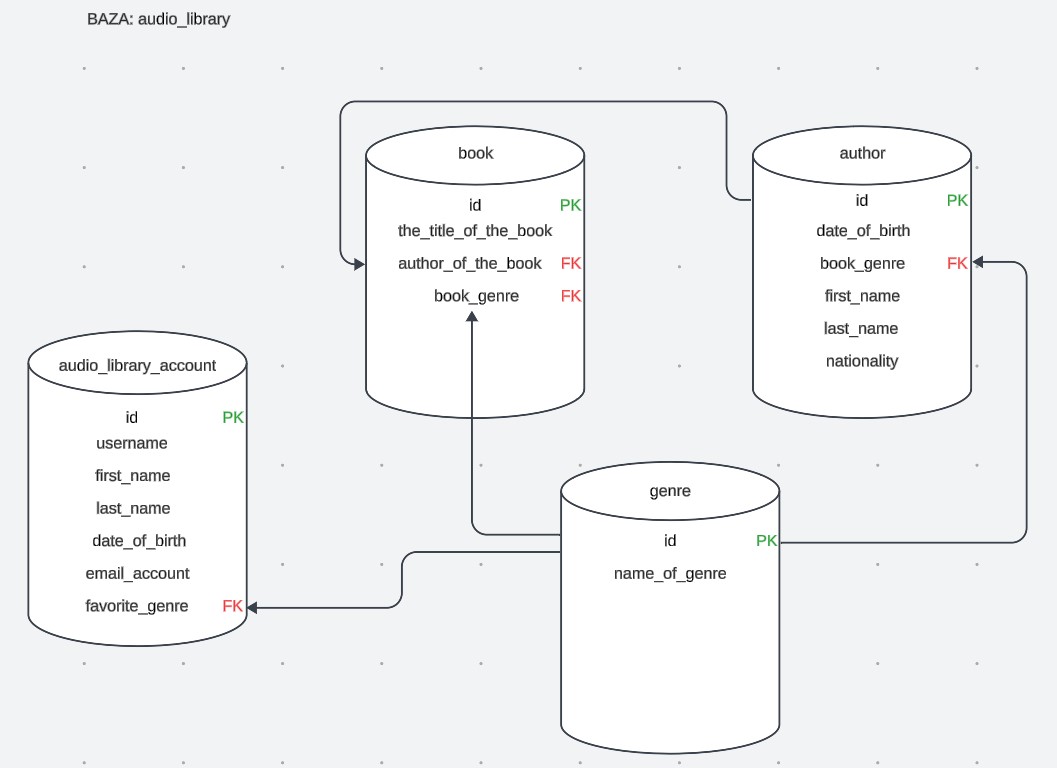 BAZA: audio_library
book
id PK
the_title_of_the_book
author_of_the_book FK
book_genre FK
author
id PK
date_of_birth
book_genre FK
first_name
last_name
nationality
audio_library_account
id PK
username
first_name
last_name
date_of_birth
email_account
favorite_genre FK
genre
id PK
name_of_genre